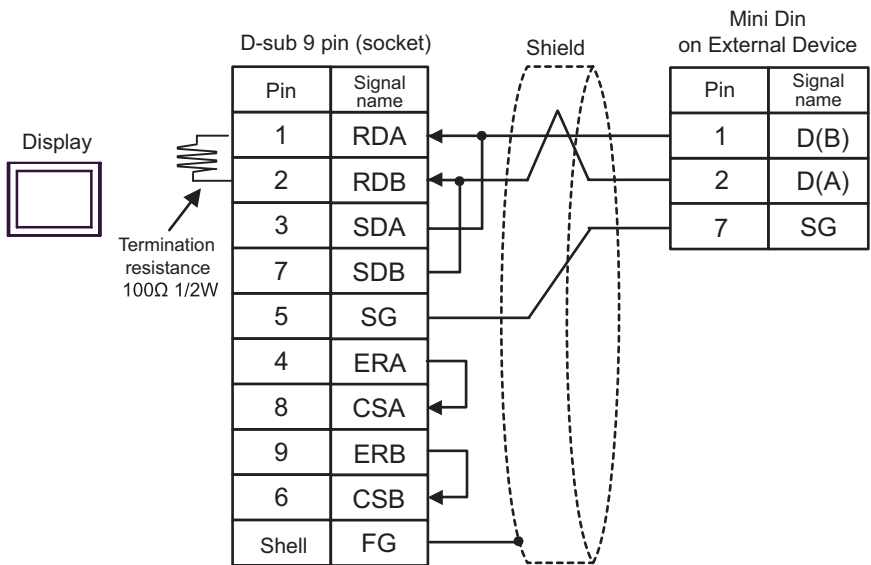 Mini Din
on External Device
D-sub 9 pin (socket)
Shield
Pin Signal name
1 RDA
2 RDB
3 SDA
7 SDB
5 SG
4 ERA
8 CSA
9 ERB
6 CSB
Shell FG
Pin Signal name
1 D(B)
2 D(A)
7 SG
Display
Termination
resistance
100Ω 1/2W